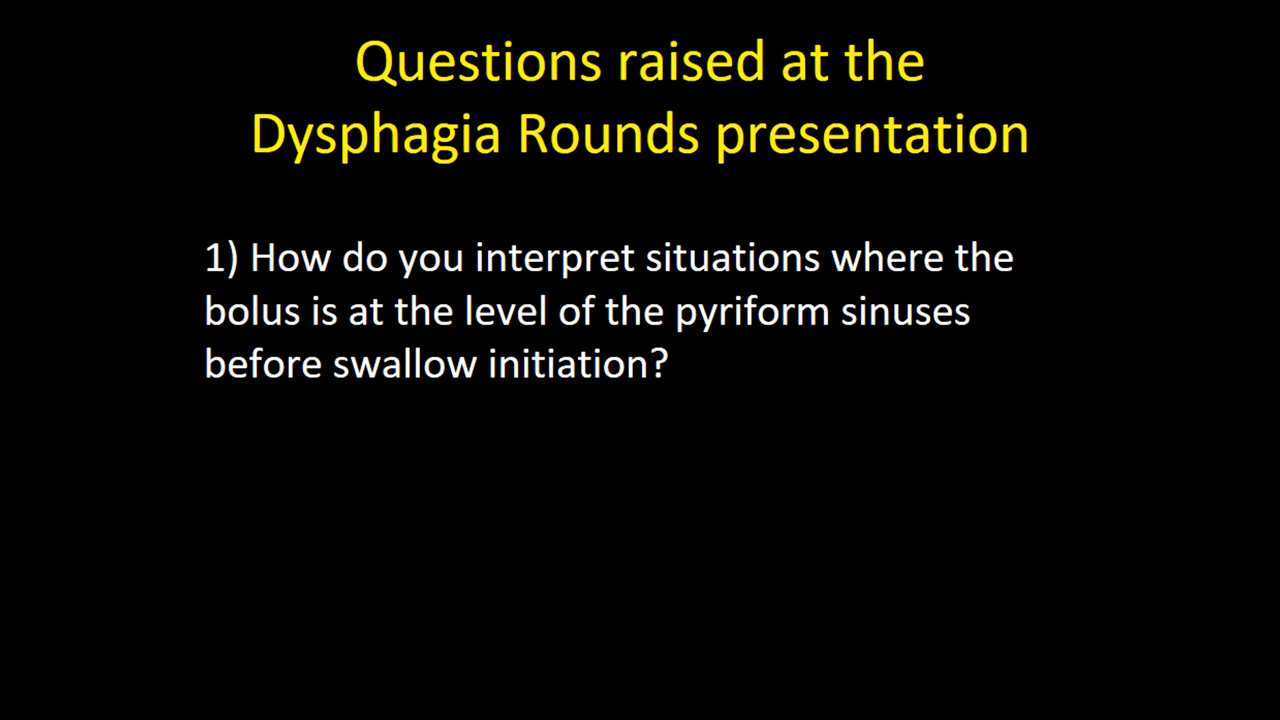 Questions raised at the
Dysphagia Rounds presentation
1) How do you interpret situations where the
bolus is at the level of the pyriform sinuses
before swallow initiation?